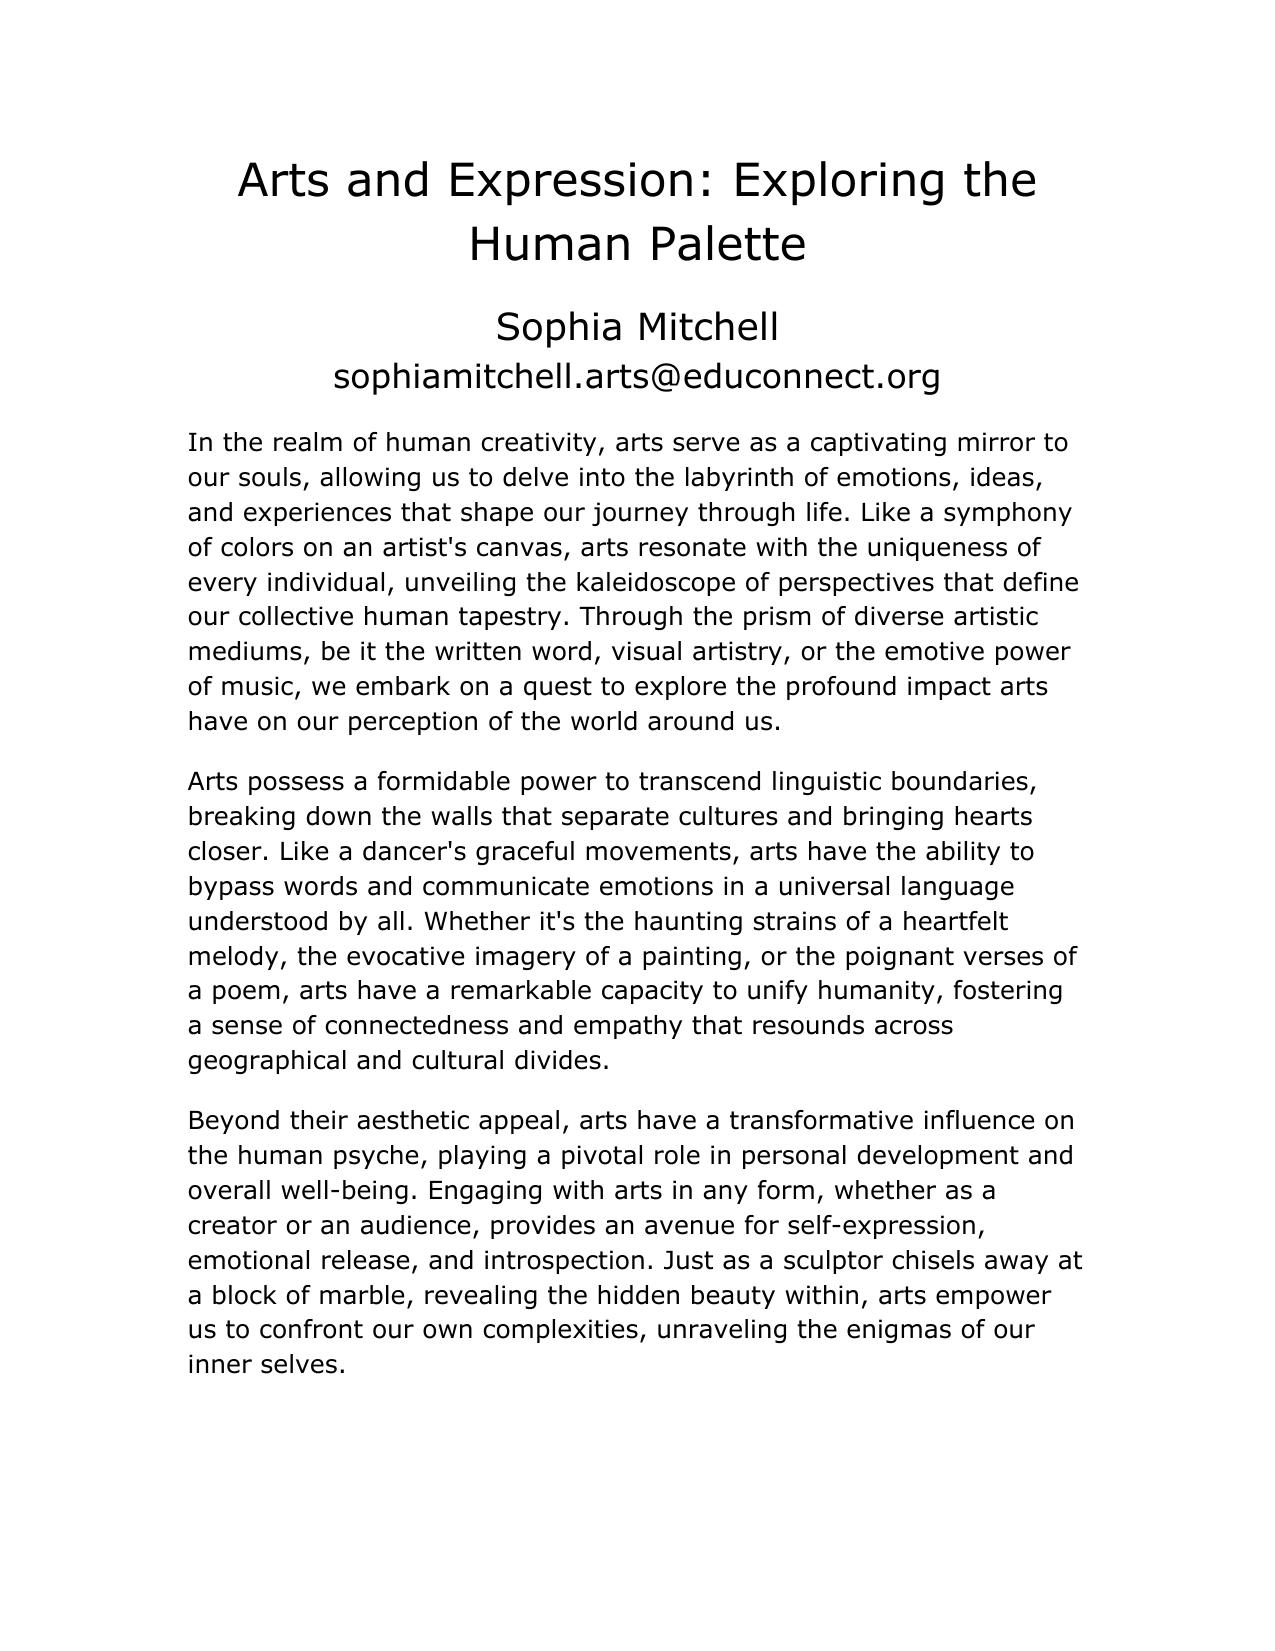 Arts and Expression: Exploring the
Human Palette
Sophia Mitchell
sophiamitchell.arts@educonnect.org
In the realm of human creativity, arts serve as a captivating mirror to
our souls, allowing us to delve into the labyrinth of emotions, ideas,
and experiences that shape our journey through life. Like a symphony
of colors on an artist's canvas, arts resonate with the uniqueness of
every individual, unveiling the kaleidoscope of perspectives that define
our collective human tapestry. Through the prism of diverse artistic
mediums, be it the written word, visual artistry, or the emotive power
of music, we embark on a quest to explore the profound impact arts
have on our perception of the world around us.
Arts possess a formidable power to transcend linguistic boundaries,
breaking down the walls that separate cultures and bringing hearts
closer. Like a dancer's graceful movements, arts have the ability to
bypass words and communicate emotions in a universal language
understood by all. Whether it's the haunting strains of a heartfelt
melody, the evocative imagery of a painting, or the poignant verses of
a poem, arts have a remarkable capacity to unify humanity, fostering
a sense of connectedness and empathy that resounds across
geographical and cultural divides.
Beyond their aesthetic appeal, arts have a transformative influence on
the human psyche, playing a pivotal role in personal development and
overall well-being. Engaging with arts in any form, whether as a
creator or an audience, provides an avenue for self-expression,
emotional release, and introspection. Just as a sculptor chisels away at
a block of marble, revealing the hidden beauty within, arts empower
us to confront our own complexities, unraveling the enigmas of our
inner selves.